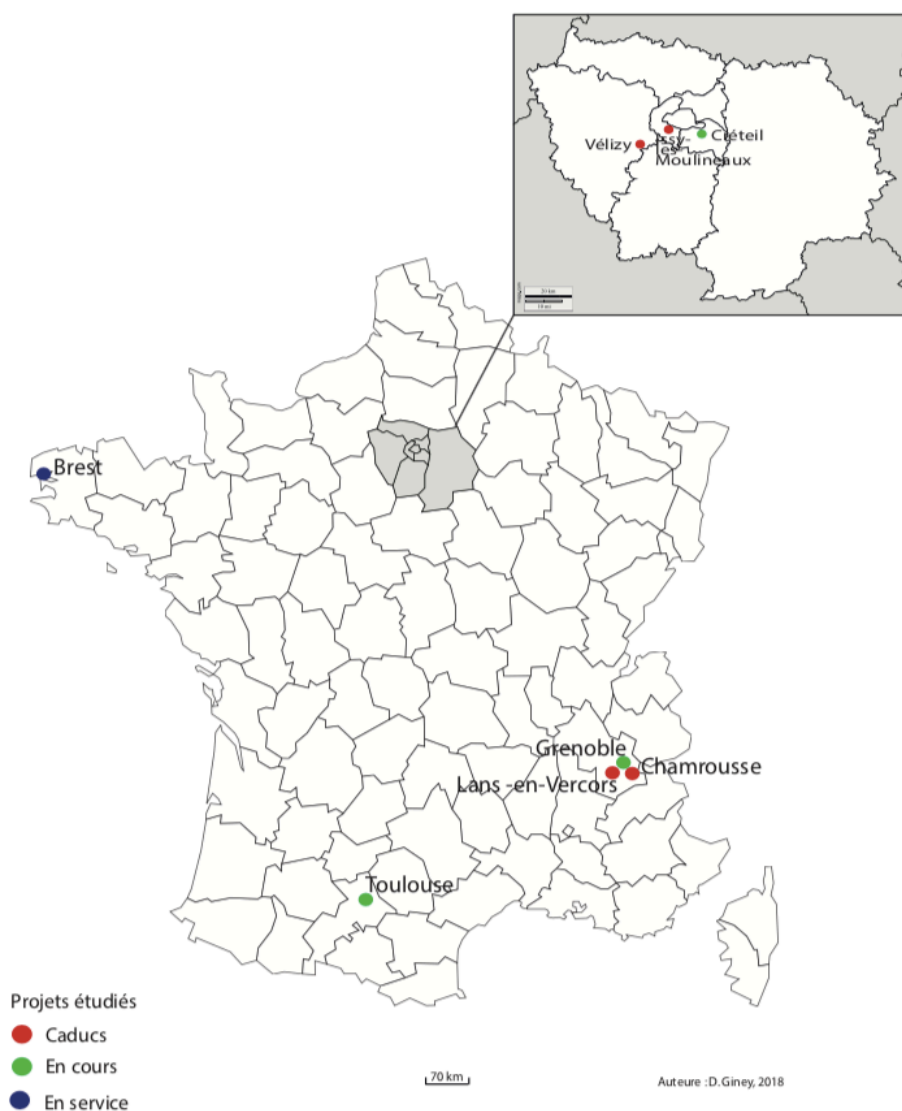 Créteil
Vélizy
Issy-
les
Moulineaux
Brest
Grenoble
Chamrousse
Lans -en-Vercors
Toulouse
Projets étudiés
Caducs
En cours
En service
70 km
Auteure : D. Giney, 2018